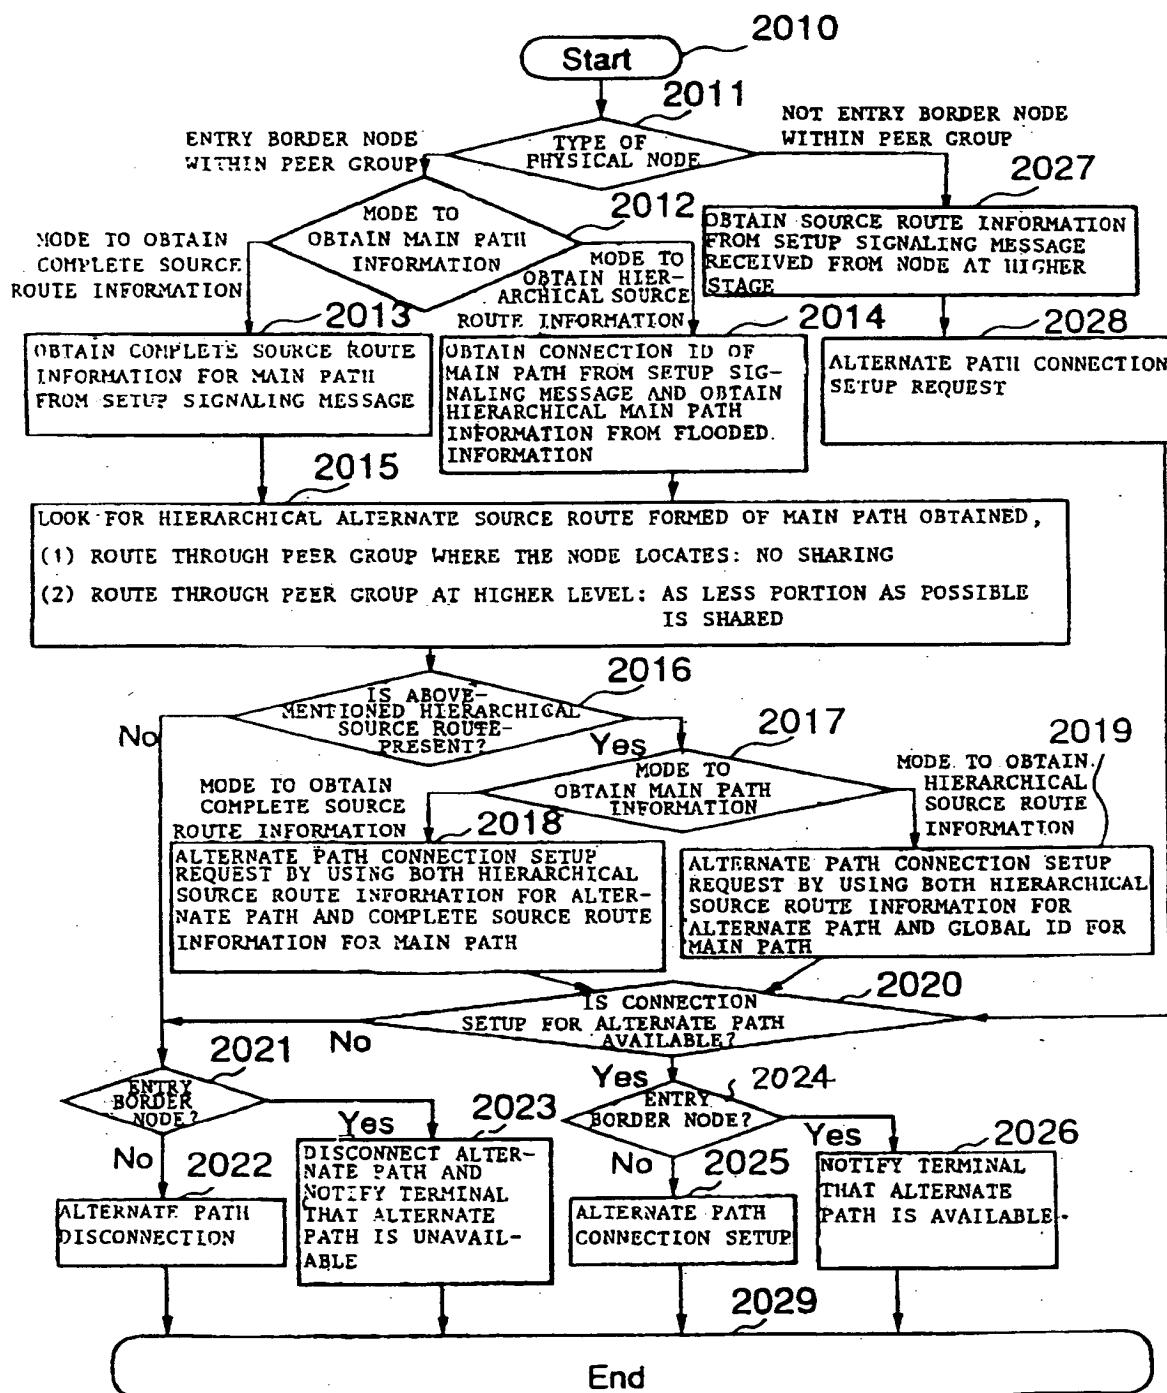 2010
Start
2011
ENTRY BORDER NODE
WITHIN PEER GROUP
TYPE OF
PHYSICAL NODE
NOT ENTRY BORDER NODE
WITHIN PEER GROUP
2012
MODE TO
OBTAIN MAIN PATH
INFORMATION
MODE TO OBTAIN
COMPLETE SOURCE
ROUTE INFORMATION
MODE TO
OBTAIN HIER-
ARCHICAL SOURCE
ROUTE INFORMATION
2027
OBTAIN SOURCE ROUTE INFORMATION
FROM SETUP SIGNALING MESSAGE
RECEIVED FROM NODE AT HIGHER
STAGE
2013
OBTAIN COMPLETE SOURCE ROUTE
INFORMATION FOR MAIN PATH
FROM SETUP SIGNALING MESSAGE
2014
OBTAIN CONNECTION ID OF
MAIN PATH FROM SETUP SIG-
NALING MESSAGE AND OBTAIN
HIERARCHICAL MAIN PATH
INFORMATION FROM FLOODED.
INFORMATION
2028
ALTERNATE PATH CONNECTION
SETUP REQUEST
2015
LOOK FOR HIERARCHICAL ALTERNATE SOURCE ROUTE FORMED OF MAIN PATH OBTAINED,
(1) ROUTE THROUGH PEER GROUP WHERE THE NODE LOCATES: NO SHARING
(2) ROUTE THROUGH PEER GROUP AT HIGHER LEVEL: AS LESS PORTION AS POSSIBLE
IS SHARED
2016
IS ABOVE-
MENTIONED HIERARCHICAL
SOURCE ROUTE-
PRESENT?
No
Yes
2017
MODE TO
OBTAIN MAIN PATH
INFORMATION
MODE TO OBTAIN
COMPLETE SOURCE
ROUTE INFORMATION
2019
MODE TO OBTAIN.
HIERARCHICAL
SOURCE ROUTE
INFORMATION
2018
ALTERNATE PATH CONNECTION SETUP
REQUEST BY USING BOTH HIERARCHICAL
SOURCE ROUTE INFORMATION FOR ALTER-
NATE PATH AND COMPLETE SOURCE ROUTE
INFORMATION FOR MAIN PATH
ALTERNATE PATH CONNECTION SETUP
REQUEST BY USING BOTH HIERARCHICAL
SOURCE ROUTE INFORMATION FOR
ALTERNATE PATH AND GLOBAL ID FOR
MAIN PATH
2020
IS CONNECTION
SETUP FOR ALTERNATE PATH
AVAILABLE?
No
Yes
2021
ENTRY
BORDER
NODE?
Yes
No
2024
ENTRY
BORDER NODE?
Yes
No
2022
ALTERNATE PATH
DISCONNECTION
2023
DISCONNECT ALTER-
NATE PATH AND
NOTIFY TERMINAL
THAT ALTERNATE
PATH IS UNAVAIL-
ABLE
2025
ALTERNATE PATH
CONNECTION SETUP
2026
NOTIFY TERMINAL
THAT ALTERNATE
PATH IS AVAILABLE.
2029
End